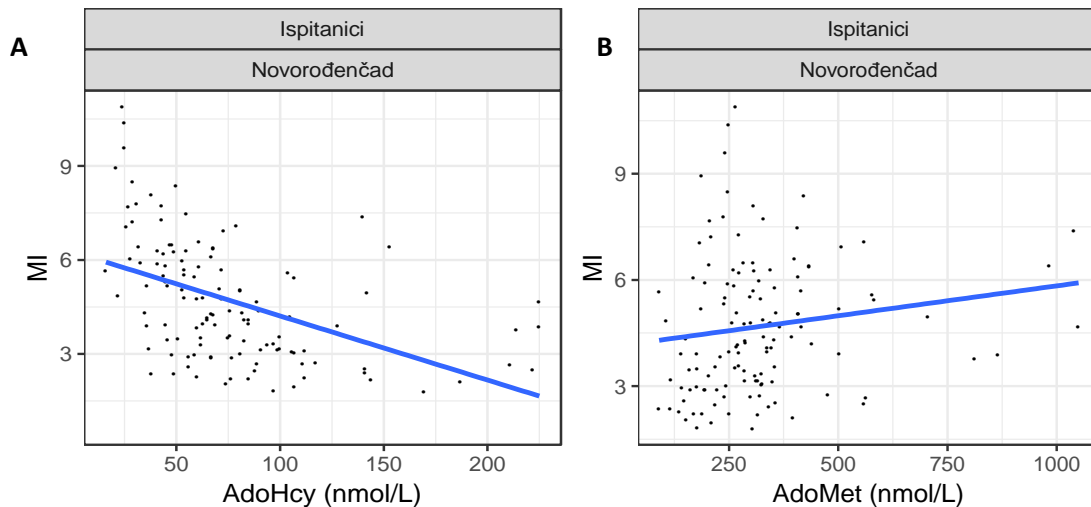 A
Ispitanici
Novorođenčad
MI
9
6
3
50
100
150
200
AdoHcy (nmol/L)
B
Ispitanici
Novorođenčad
MI
9
6
3
250
500
750
1000
AdoMet (nmol/L)